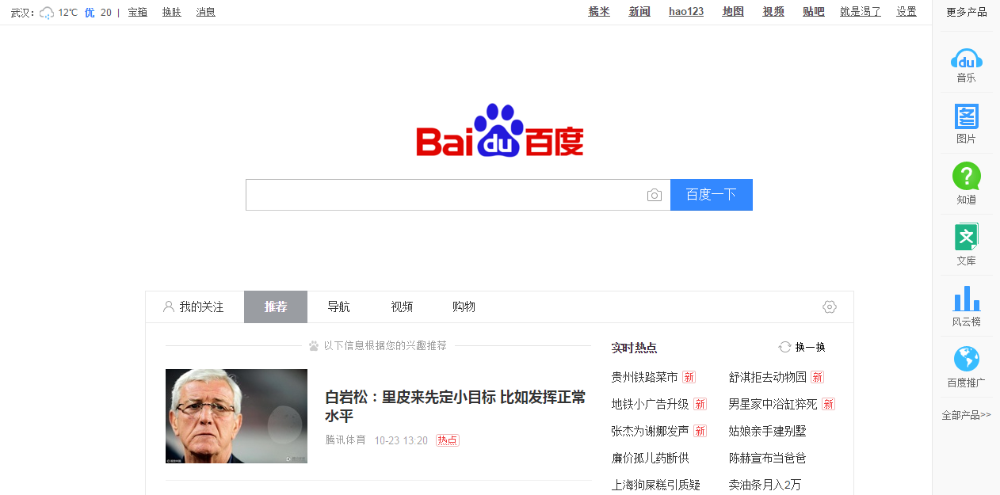 武汉： 12℃ 优 20 | 宝箱 换肤 消息
糯米 新闻 hao123 地图 视频 贴吧 就是渴了 设置 更多产品
Baidu百度
百度一下
音乐
图片
知道
文库
风云榜
百度推广
全部产品>>
我的关注 推荐 导航 视频 购物
以下信息根据您的兴趣推荐
白岩松：里皮来先定小目标 比如发挥正常
水平
腾讯体育 10-23 13:20 热点
实时热点 换一换
贵州铁路菜市 新 舒淇拒去动物园 新
地铁小广告升级 新 男星家中浴缸猝死 新
张杰为谢娜发声 新 姑娘亲手建别墅
廉价孤儿药断供 陈赫宣布当爸爸
上海狗屎糕引质疑 卖油条月入2万